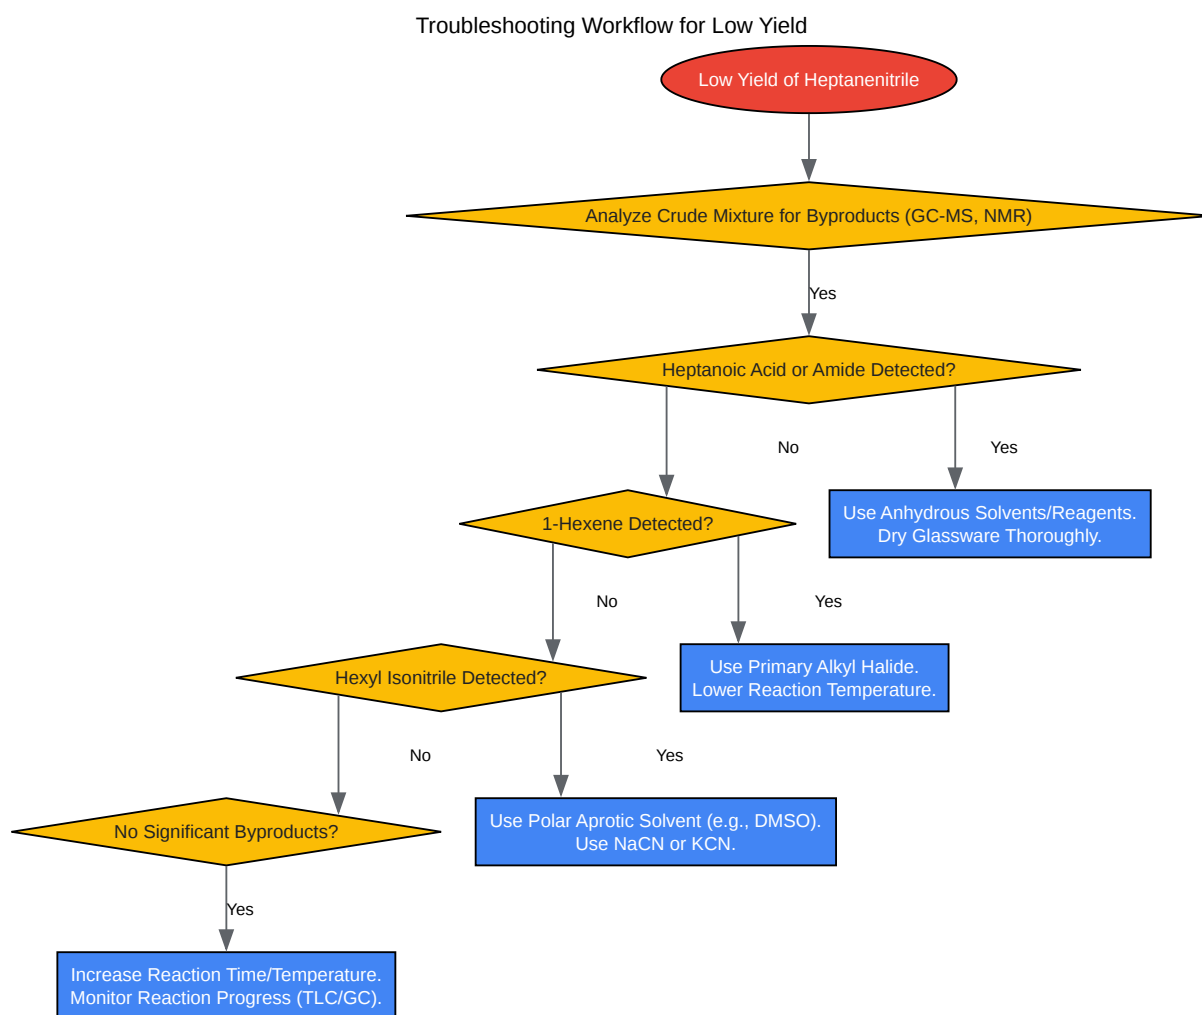 Troubleshooting Workflow for Low Yield
Low Yield of Heptanenitrile
Analyze Crude Mixture for Byproducts (GC-MS, NMR)
Yes
Heptanoic Acid or Amide Detected?
No
Yes
1-Hexene Detected?
Use Anhydrous Solvents/Reagents.
Dry Glassware Thoroughly.
No
Yes
Hexyl Isonitrile Detected?
Use Primary Alkyl Halide.
Lower Reaction Temperature.
No
Yes
No Significant Byproducts?
Use Polar Aprotic Solvent (e.g., DMSO).
Use NaCN or KCN.
Yes
Increase Reaction Time/Temperature.
Monitor Reaction Progress (TLC/GC).